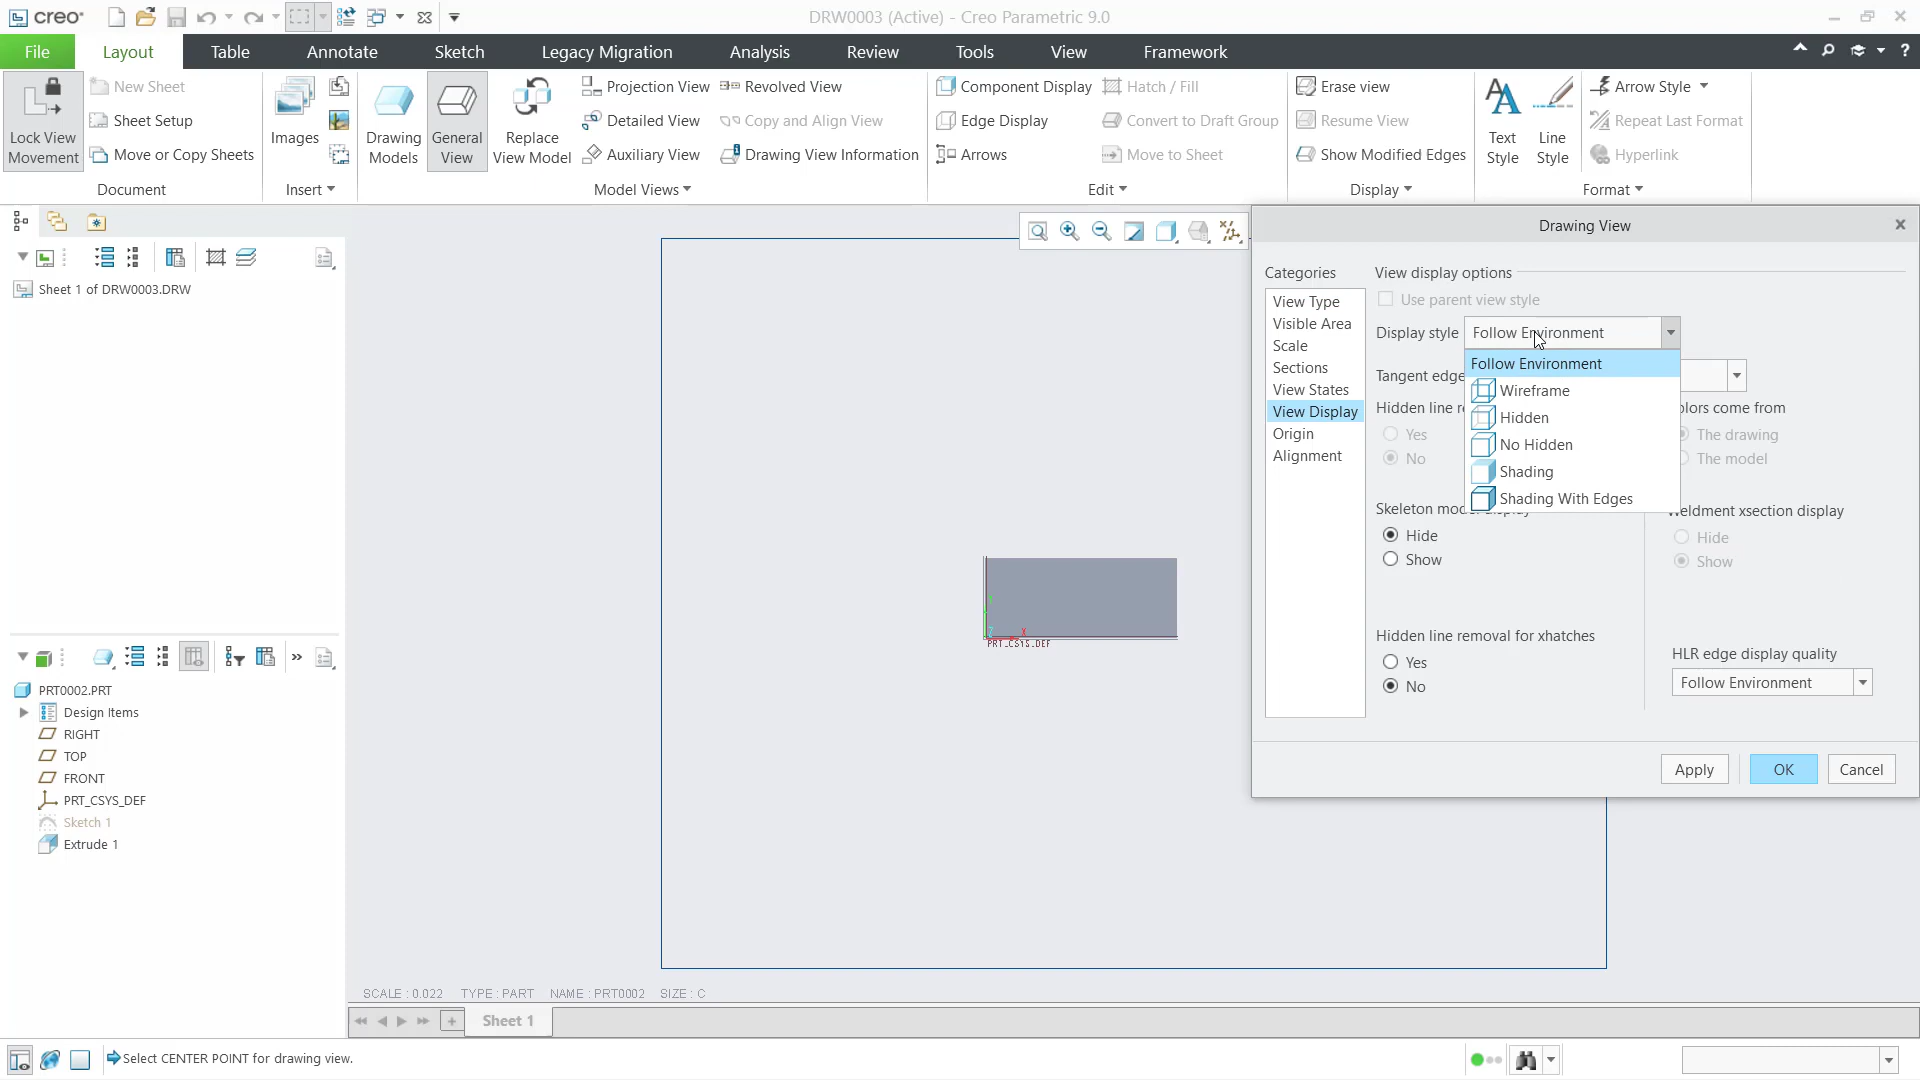 creo®
DRW0003 (Active) - Creo Parametric 9.0
File
Layout
Table
Annotate
Sketch
Legacy Migration
Analysis
Review
Tools
View
Framework
Lock View
Movement
New Sheet
Sheet Setup
Move or Copy Sheets
Document
Images
Insert
Drawing
Models
General
View
Replace
View Model
Projection View
Detailed View
Auxiliary View
Revolved View
Copy and Align View
Drawing View Information
Model Views
Component Display
Edge Display
Arrows
Hatch / Fill
Convert to Draft Group
Move to Sheet
Edit
Erase view
Resume View
Show Modified Edges
Display
Text
Style
Line
Style
Arrow Style
Repeat Last Format
Hyperlink
Format
Sheet 1 of DRW0003.DRW
PRT0002.PRT
Design Items
RIGHT
TOP
FRONT
PRT_CSYS_DEF
Sketch 1
Extrude 1
X
PRT_CSYS_DEF
Drawing View
Categories
View Type
Visible Area
Scale
Sections
View States
View Display
Origin
Alignment
View display options
Use parent view style
Display style
Follow Environment
Follow Environment
Wireframe
Hidden
No Hidden
Shading
Shading With Edges
Tangent edge
Hidden line re
Yes
No
olors come from
The drawing
The model
Skeleton mod
Hide
Show
Weldment xsection display
Hide
Show
Hidden line removal for xhatches
Yes
No
HLR edge display quality
Follow Environment
Apply
OK
Cancel
SCALE : 0.022 TYPE : PART NAME : PRT0002 SIZE : C
Sheet 1
Select CENTER POINT for drawing view.